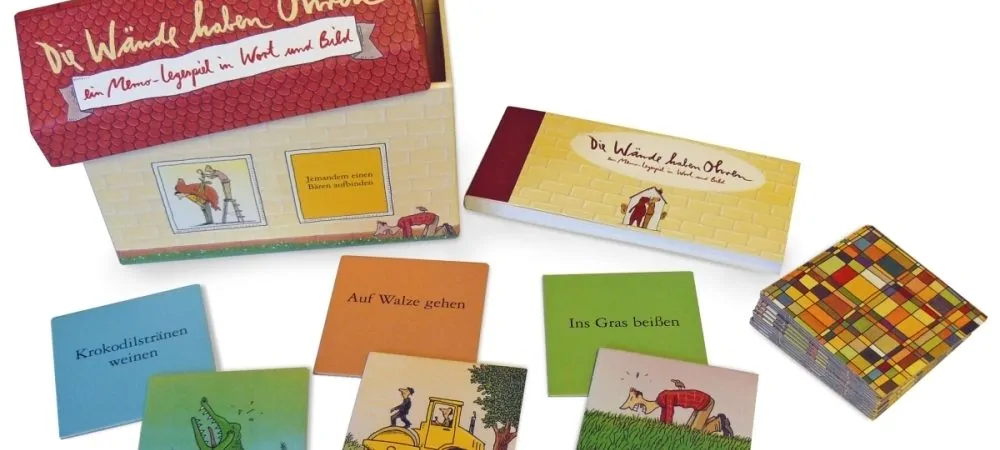 Die Wände haben Ohren
ein Memo-Legespiel in Wort und Bild
Jemandem einen
Bären aufbinden
Die Wände haben Ohren
ein Memo-Legespiel in Wort und Bild
Krokodilstränen
weinen
Auf Walze gehen
Ins Gras beißen